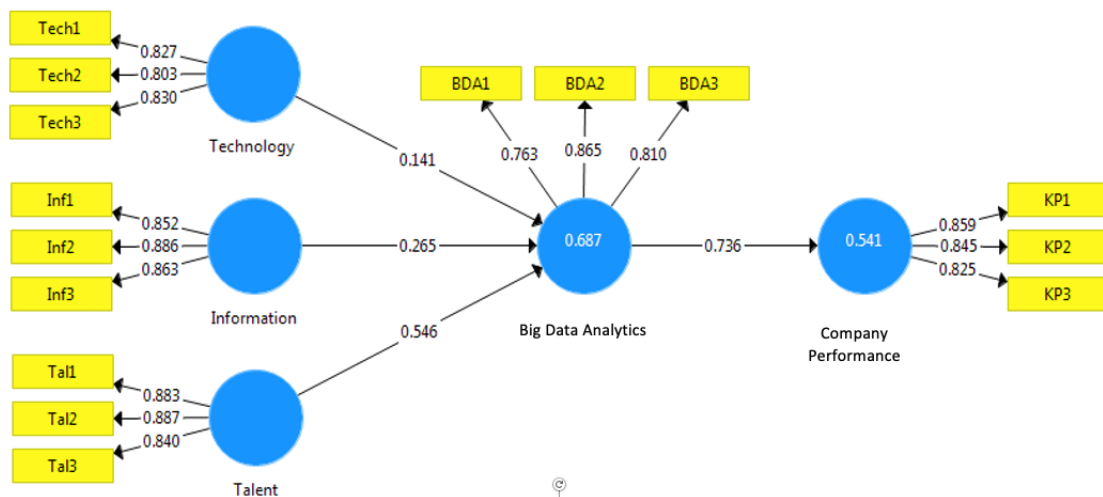 Tech1
0.827
Tech2
0.803
Tech3
0.830
Technology
0.141
BDA1
BDA2
BDA3
0.763
0.865
0.810
Inf1
0.852
Inf2
0.886
Inf3
0.863
Information
0.265
0.687
Big Data Analytics
0.736
0.541
Company
Performance
0.859
KP1
0.845
KP2
0.825
KP3
0.546
Tal1
0.883
Tal2
0.887
Tal3
0.840
Talent